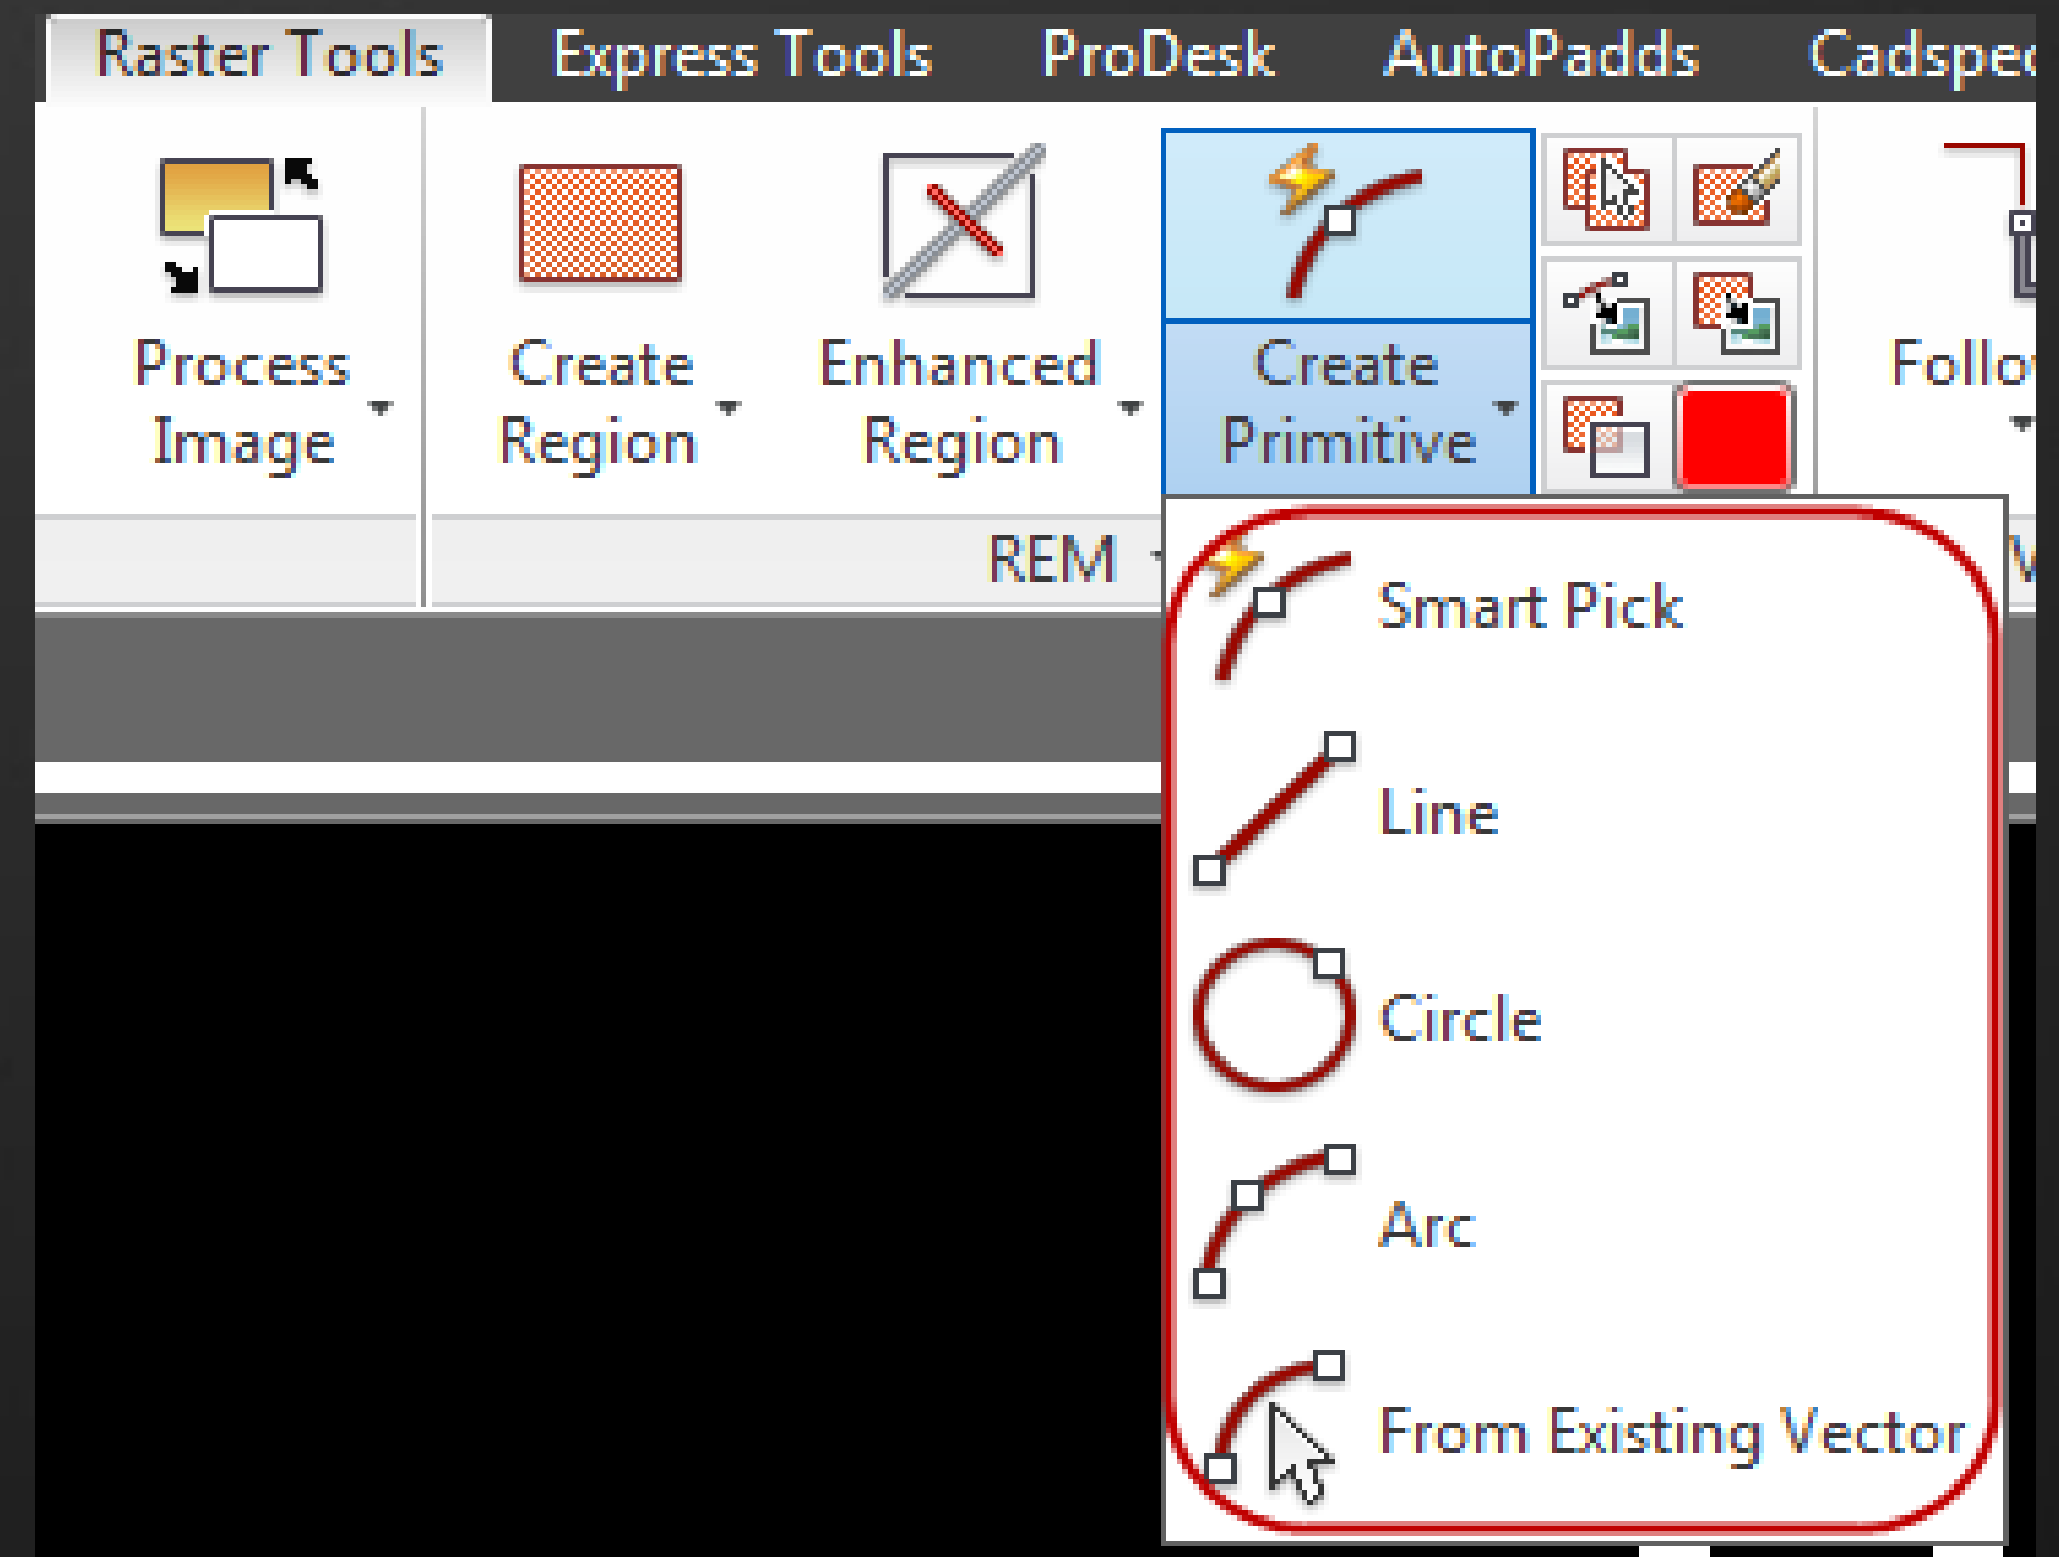 Raster Tools Express Tools ProDesk AutoPadds
Process Image
Create Region
Enhanced Region
Create Primitive
REM
Smart Pick
Line
Circle
Arc
From Existing Vector